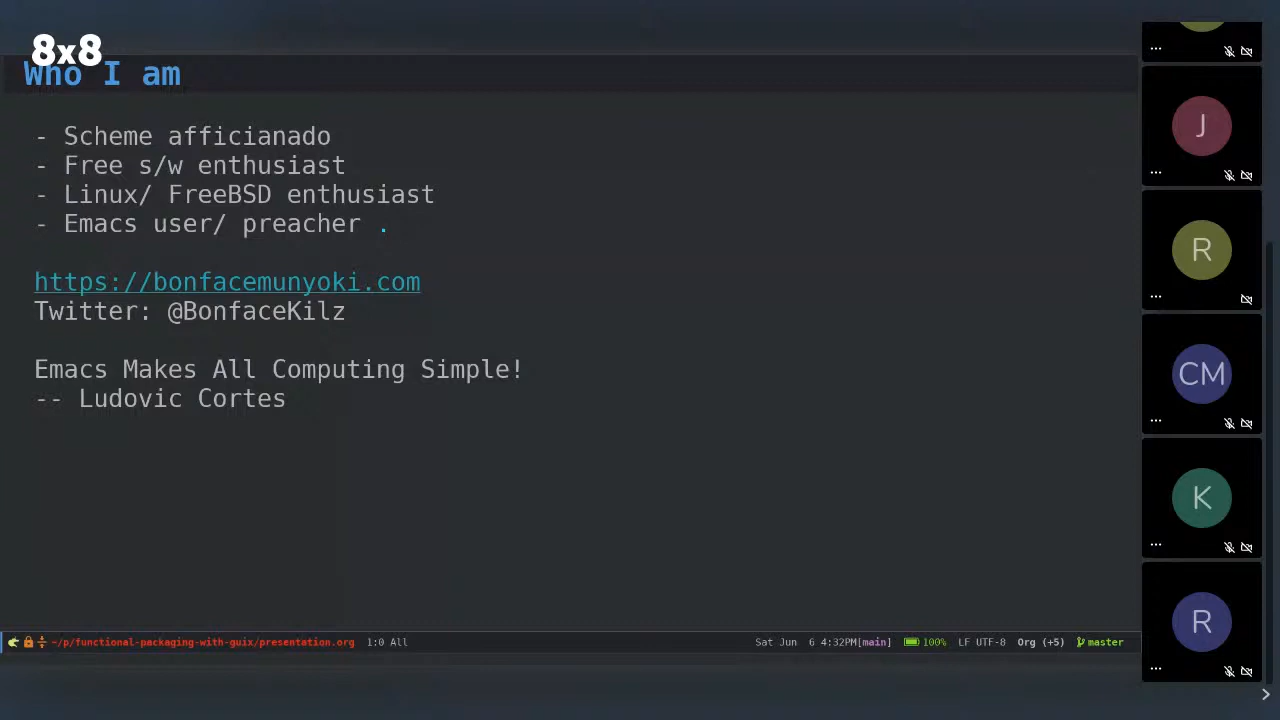 8x8
Who I am
- Scheme afficianado
- Free s/w enthusiast
- Linux/ FreeBSD enthusiast
- Emacs user/ preacher .
https://bonfacemunyoki.com
Twitter: @BonfaceKilz
Emacs Makes All Computing Simple!
-- Ludovic Cortes
~/p/functional-packaging-with-guix/presentation.org 1:0 All Sat Jun 6 4:32PM[main] 100% LF UTF-8 Org (+5) master
J
R
CM
K
R